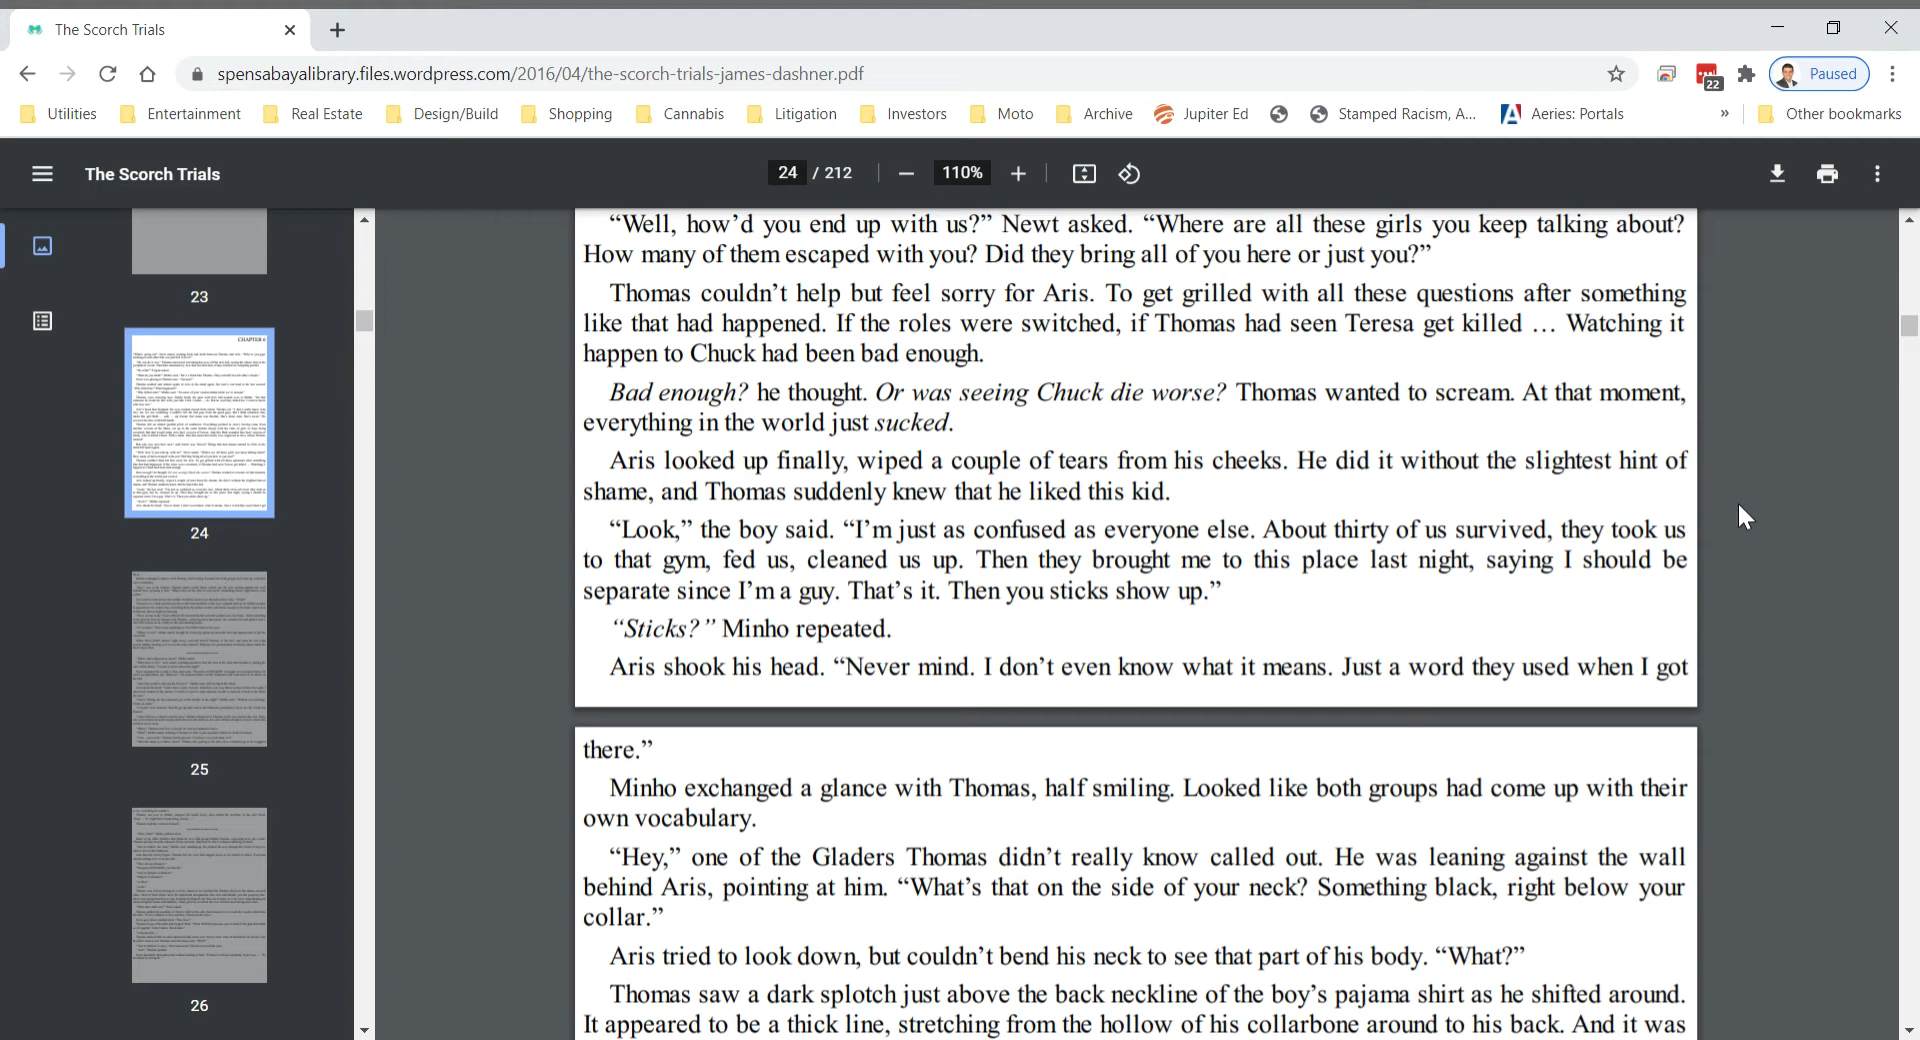 The Scorch Trials
spensabayalibrary.files.wordpress.com/2016/04/the-scorch-trials-james-dashner.pdf
22
Paused
Utilities
Entertainment
Real Estate
Design/Build
Shopping
Cannabis
Litigation
Investors
Moto
Archive
Jupiter Ed
Stamped Racism, A...
Aeries: Portals
»
Other bookmarks
The Scorch Trials
24 / 212
110%
23
CHAPTER 6
24
25
26
“Well, how’d you end up with us?” Newt asked. “Where are all these girls you keep talking about?
How many of them escaped with you? Did they bring all of you here or just you?”
Thomas couldn’t help but feel sorry for Aris. To get grilled with all these questions after something
like that had happened. If the roles were switched, if Thomas had seen Teresa get killed … Watching it
happen to Chuck had been bad enough.
Bad enough? he thought. Or was seeing Chuck die worse? Thomas wanted to scream. At that moment,
everything in the world just sucked.
Aris looked up finally, wiped a couple of tears from his cheeks. He did it without the slightest hint of
shame, and Thomas suddenly knew that he liked this kid.
“Look,” the boy said. “I’m just as confused as everyone else. About thirty of us survived, they took us
to that gym, fed us, cleaned us up. Then they brought me to this place last night, saying I should be
separate since I’m a guy. That’s it. Then you sticks show up.”
“Sticks?” Minho repeated.
Aris shook his head. “Never mind. I don’t even know what it means. Just a word they used when I got
there.”
Minho exchanged a glance with Thomas, half smiling. Looked like both groups had come up with their
own vocabulary.
“Hey,” one of the Gladers Thomas didn’t really know called out. He was leaning against the wall
behind Aris, pointing at him. “What’s that on the side of your neck? Something black, right below your
collar.”
Aris tried to look down, but couldn’t bend his neck to see that part of his body. “What?”
Thomas saw a dark splotch just above the back neckline of the boy’s pajama shirt as he shifted around.
It appeared to be a thick line, stretching from the hollow of his collarbone around to his back. And it was